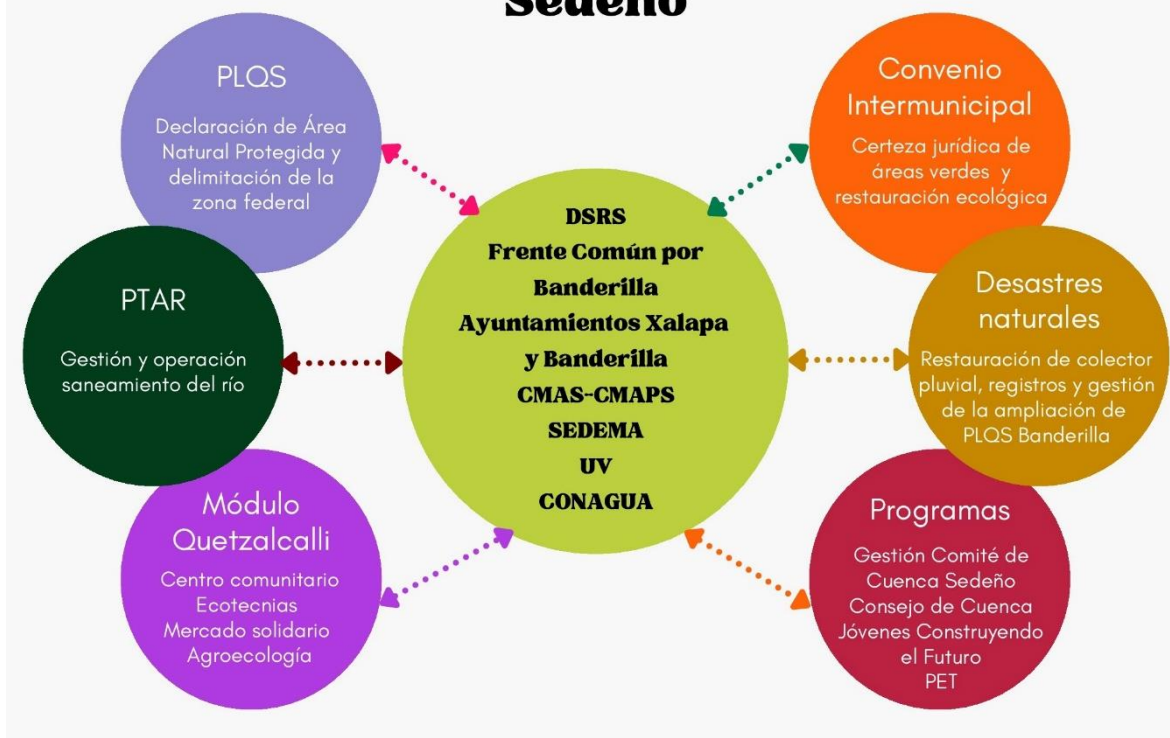 Sedeño
PLQS
Declaración de Área
Natural Protegida y
delimitación de la
zona federal
PTAR
Gestión y operación
saneamiento del río
Módulo
Quetzalcalli
Centro comunitario
Ecotecnias
Mercado solidario
Agroecología
DSRS
Frente Común por
Banderilla
Ayuntamientos Xalapa
y Banderilla
CMAS-CMAPS
SEDEMA
UV
CONAGUA
Convenio
Intermunicipal
Certeza jurídica de
áreas verdes y
restauración ecológica
Desastres
naturales
Restauración de colector
pluvial, registros y gestión
de la ampliación de
PLQS Banderilla
Programas
Gestión Comité de
Cuenca Sedeño
Consejo de Cuenca
Jóvenes Construyendo
el Futuro
PET